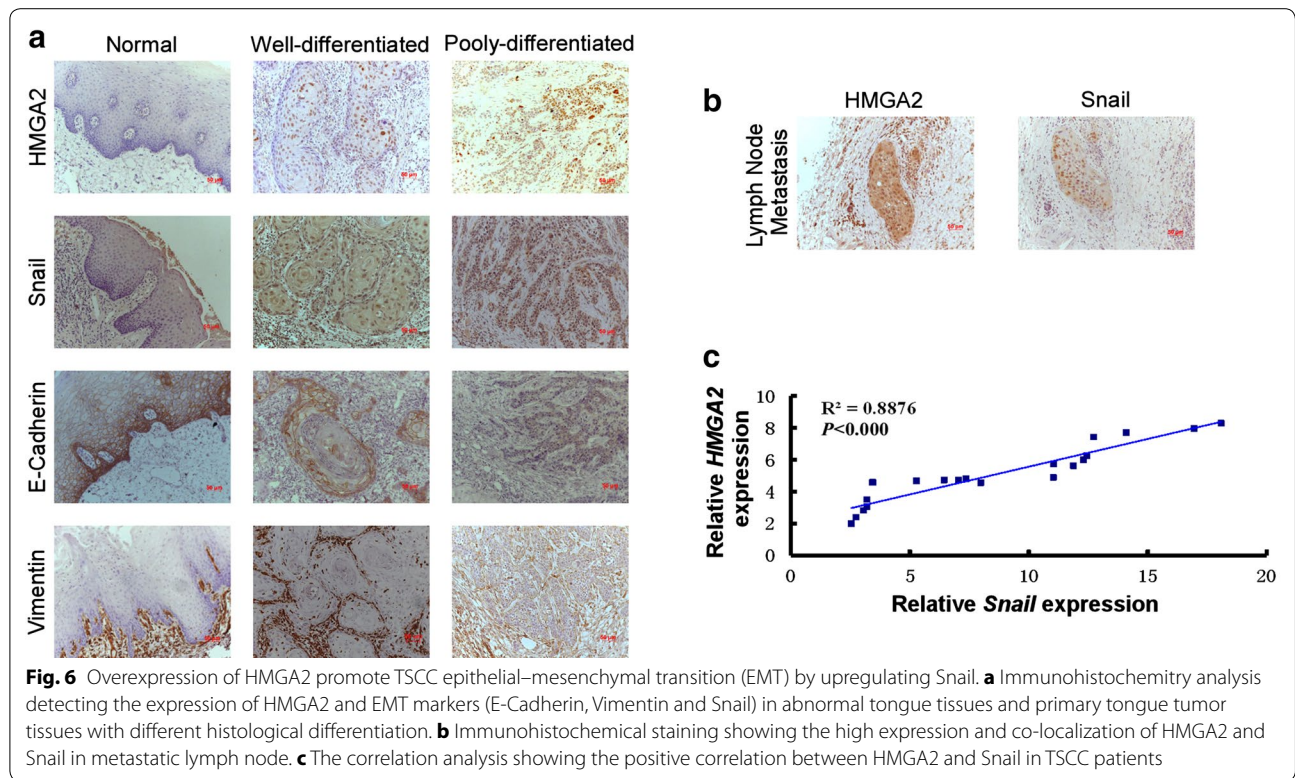 a
Normal
Well-differentiated
Pooly-differentiated
HMGA2
Snail
E-Cadherin
Vimentin
b
HMGA2
Snail
Lymph Node
Metastasis
c
R² = 0.8876
P<0.000
Relative HMGA2
expression
10
8
6
4
2
0
0
5
10
15
20
Relative Snail expression
Fig. 6 Overexpression of HMGA2 promote TSCC epithelial–mesenchymal transition (EMT) by upregulating Snail. a Immunohistochemitry analysis
detecting the expression of HMGA2 and EMT markers (E-Cadherin, Vimentin and Snail) in abnormal tongue tissues and primary tongue tumor
tissues with different histological differentiation. b Immunohistochemical staining showing the high expression and co-localization of HMGA2 and
Snail in metastatic lymph node. c The correlation analysis showing the positive correlation between HMGA2 and Snail in TSCC patients